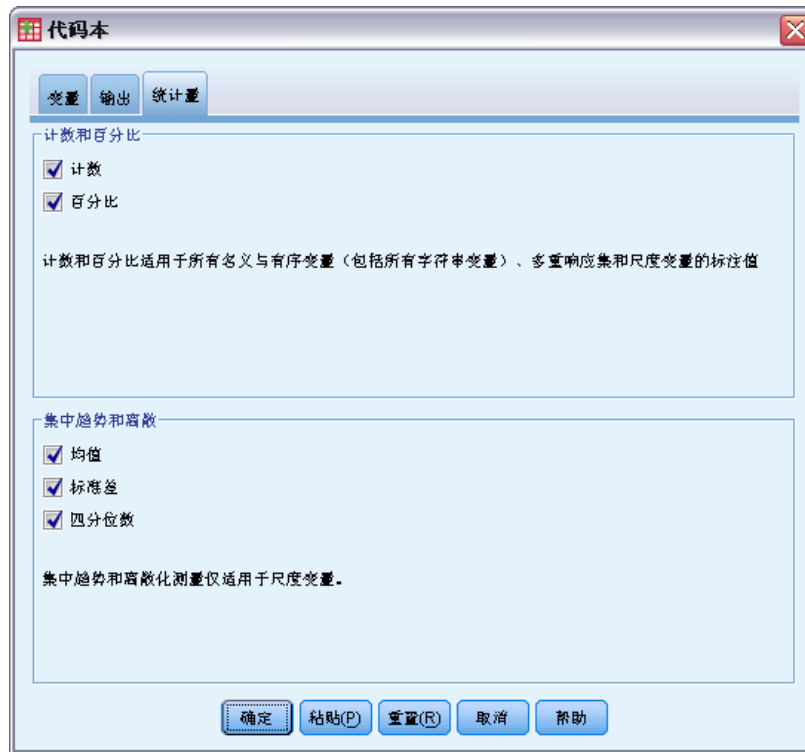 代码本
变量 输出 统计量
计数和百分比
计数
百分比
计数和百分比适用于所有名义与有序变量（包括所有字符串变量）、多重响应集和尺度变量的标注值
集中趋势和离散
均值
标准差
四分位数
集中趋势和离散化测量仅适用于尺度变量。
确定 粘贴(P) 重置(R) 取消 帮助